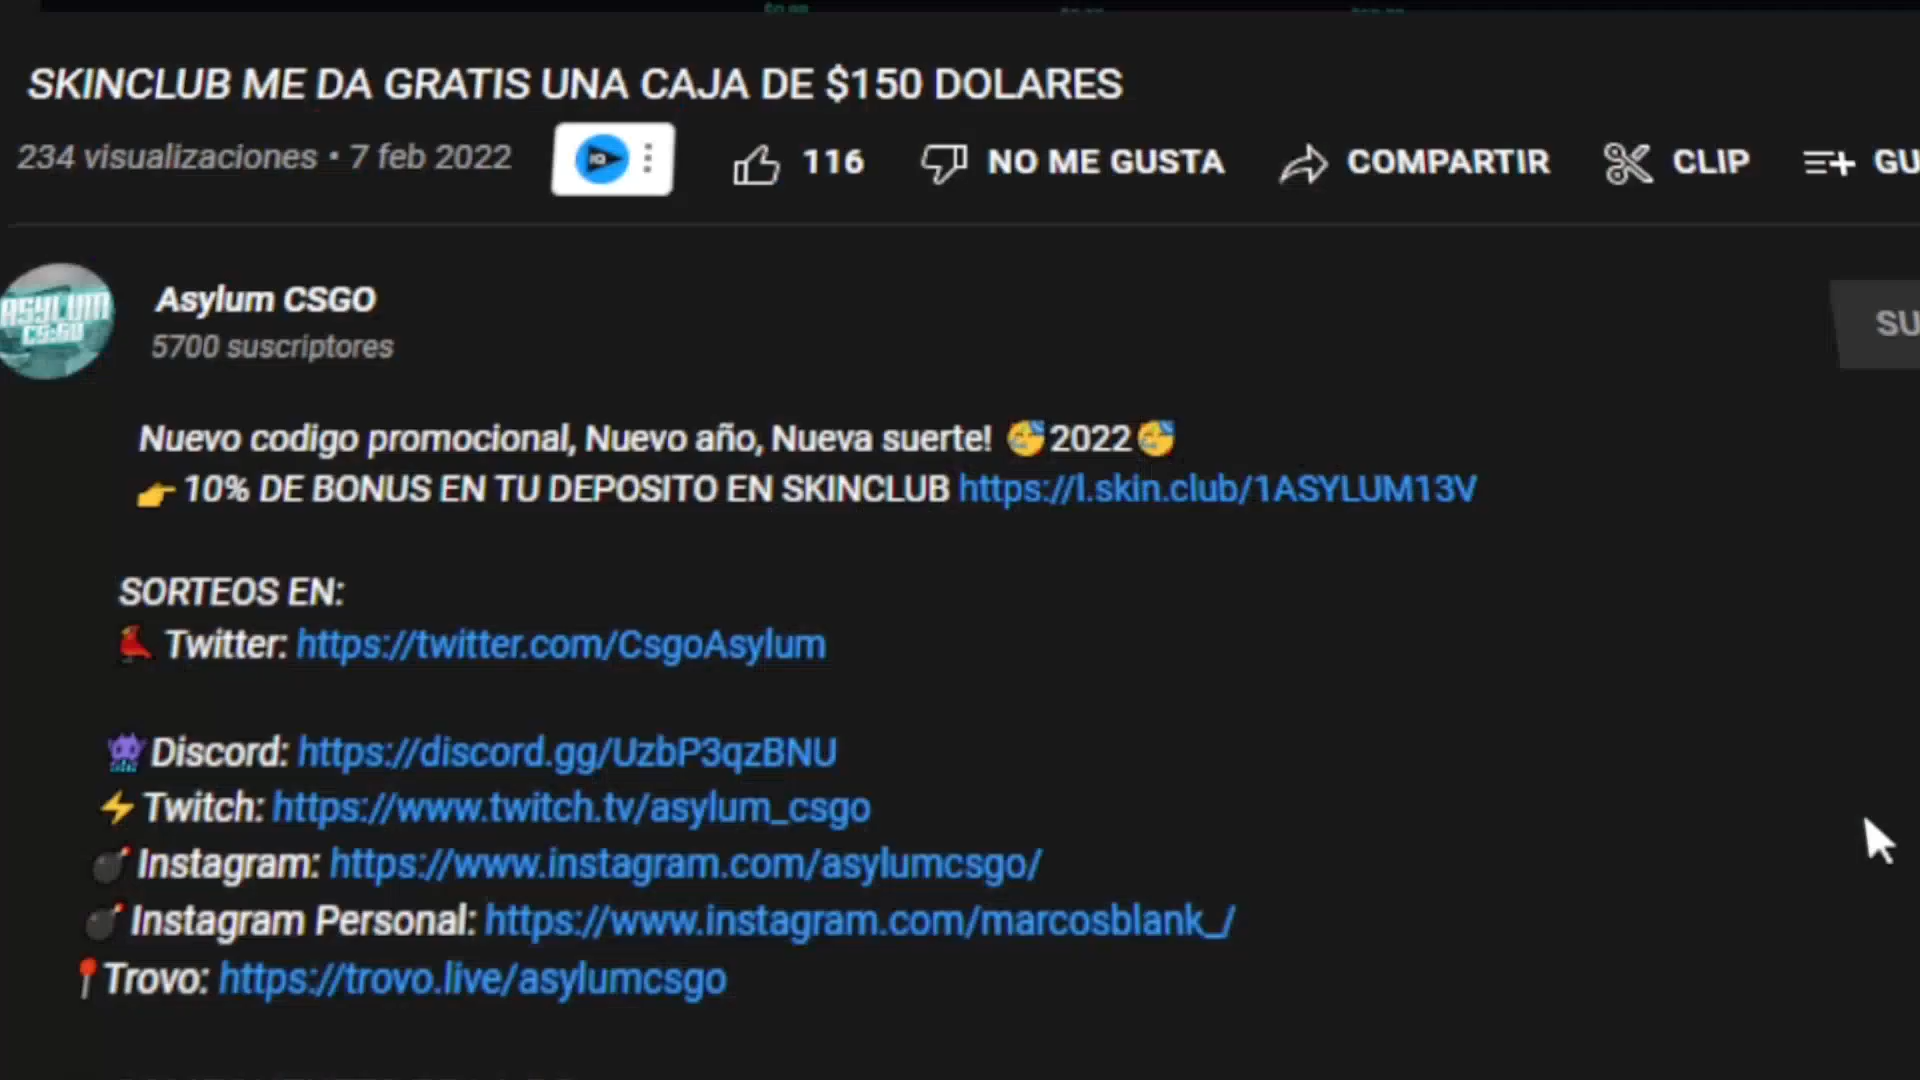 SKINCLUB ME DA GRATIS UNA CAJA DE $150 DOLARES
234 visualizaciones • 7 feb 2022
116 NO ME GUSTA COMPARTIR CLIP GU
ASYLUM
CS:GO
Asylum CSGO
5700 suscriptores
SU
Nuevo codigo promocional, Nuevo año, Nueva suerte! 🥳2022🥳
👉 10% DE BONUS EN TU DEPOSITO EN SKINCLUB https://l.skin.club/1ASYLUM13V
SORTEOS EN:
Twitter: https://twitter.com/CsgoAsylum
Discord: https://discord.gg/UzbP3qzBNU
⚡ Twitch: https://www.twitch.tv/asylum_csgo
💣 Instagram: https://www.instagram.com/asylumcsgo/
💣 Instagram Personal: https://www.instagram.com/marcosblank_/
📍Trovo: https://trovo.live/asylumcsgo